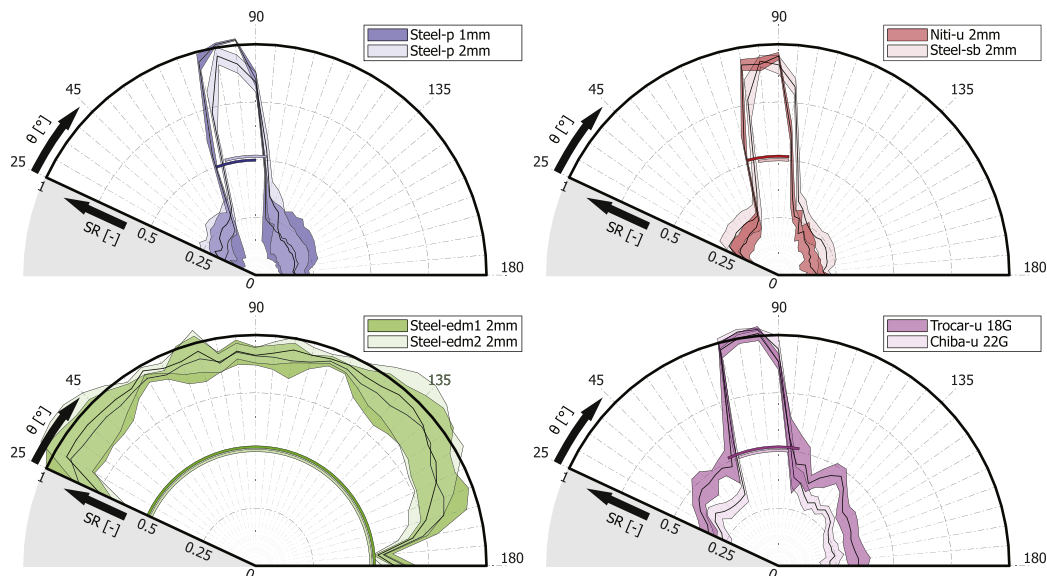 90
Steel-p 1mm
Steel-p 2mm
45
135
θ [°]
25
1
SR [-]
0.5
0.25
0
180
90
Niti-u 2mm
Steel-sb 2mm
45
135
θ [°]
25
1
SR [-]
0.5
0.25
0
180
90
Steel-edm1 2mm
Steel-edm2 2mm
45
135
θ [°]
25
1
SR [-]
0.5
0.25
0
180
90
Trocar-u 18G
Chiba-u 22G
45
135
θ [°]
25
1
SR [-]
0.5
0.25
0
180